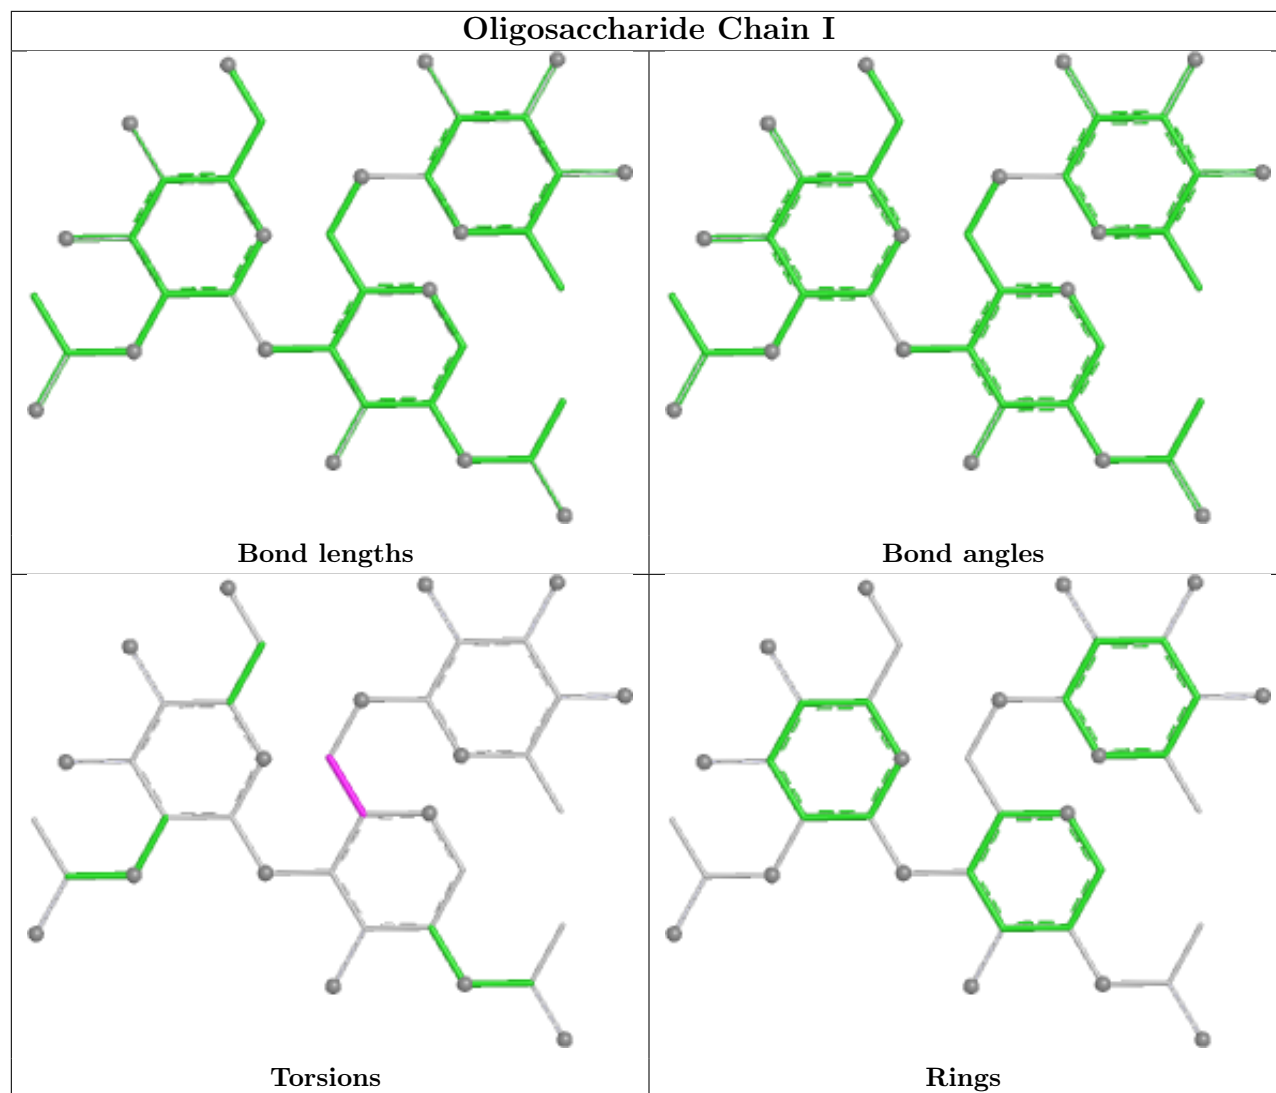 Oligosaccharide Chain I
Bond lengths
Bond angles
Torsions
Rings